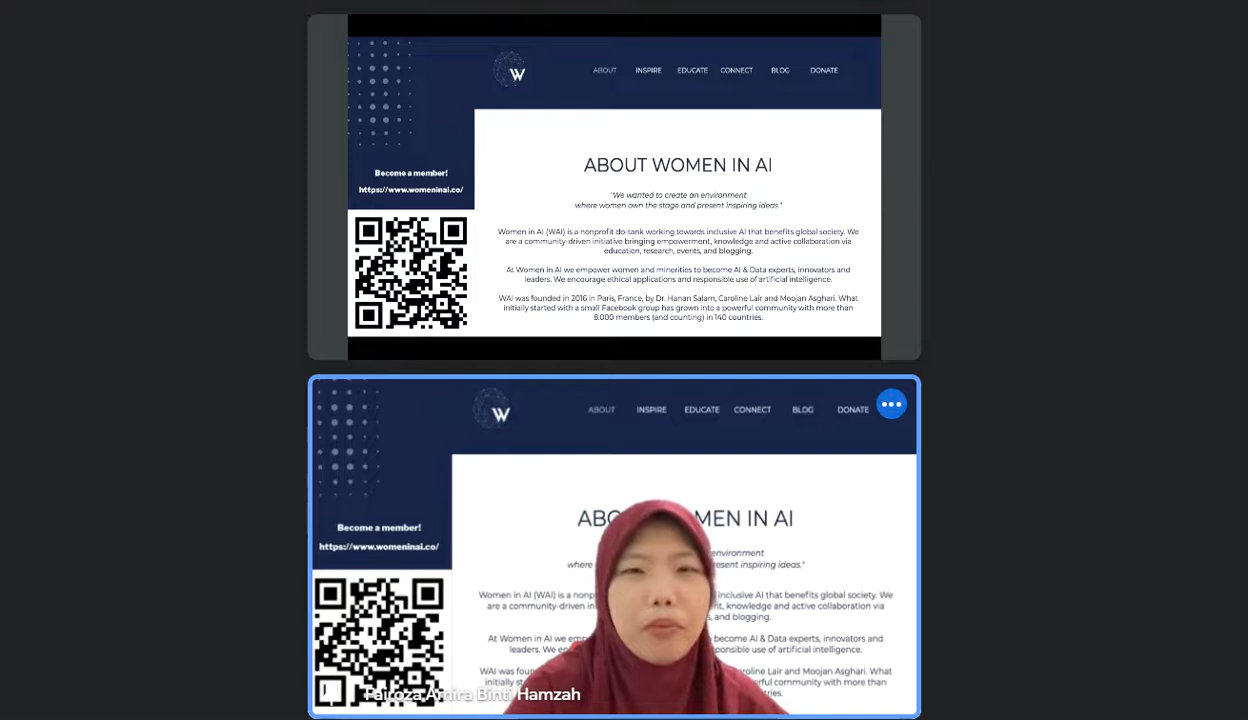 W
ABOUT INSPIRE EDUCATE CONNECT BLOG DONATE
Become a member!
https://www.womeninai.co/
ABOUT WOMEN IN AI
"We wanted to create an environment
where women own the stage and present inspiring ideas."
Women in AI (WAI) is a nonprofit do-tank working towards inclusive AI that benefits global society. We
are a community-driven initiative bringing empowerment, knowledge and active collaboration via
education, research, events, and blogging.
At Women in AI we empower women and minorities to become AI & Data experts, innovators and
leaders. We encourage ethical applications and responsible use of artificial intelligence.
WAI was founded in 2016 in Paris, France, by Dr. Hanan Salam, Caroline Lair and Moojan Asghari. What
initially started with a small Facebook group has grown into a powerful community with more than
8.000 members (and counting) in 140 countries.
W
ABOUT INSPIRE EDUCATE CONNECT BLOG DONATE
Become a member!
https://www.womeninai.co/
MEN IN AI
environment
where present inspiring ideas."
Women in AI (WAI) is a inclusive AI that benefits global society. We
are a community-driven knowledge and active collaboration via
and blogging.
At Women in AI we become AI & Data experts, innovators and
leaders. We use of artificial intelligence.
WAI was Lair and Moojan Asghari. What
initially community with more than
Fairoza Amira Binti Hamzah